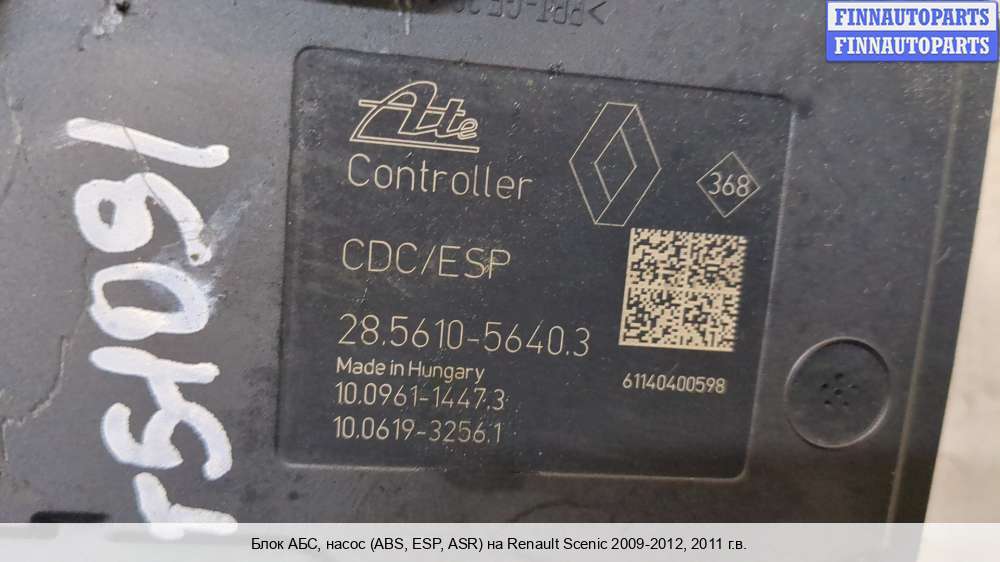 FINNAUTOPARTS
FINNAUTOPARTS
Ate
Controller
368
CDC/ESP
28.5610-5640.3
Made in Hungary
61140400598
10.0961-1447.3
10.0619-3256.1
Блок АБС, насос (ABS, ESP, ASR) на Renault Scenic 2009-2012, 2011 г.в.